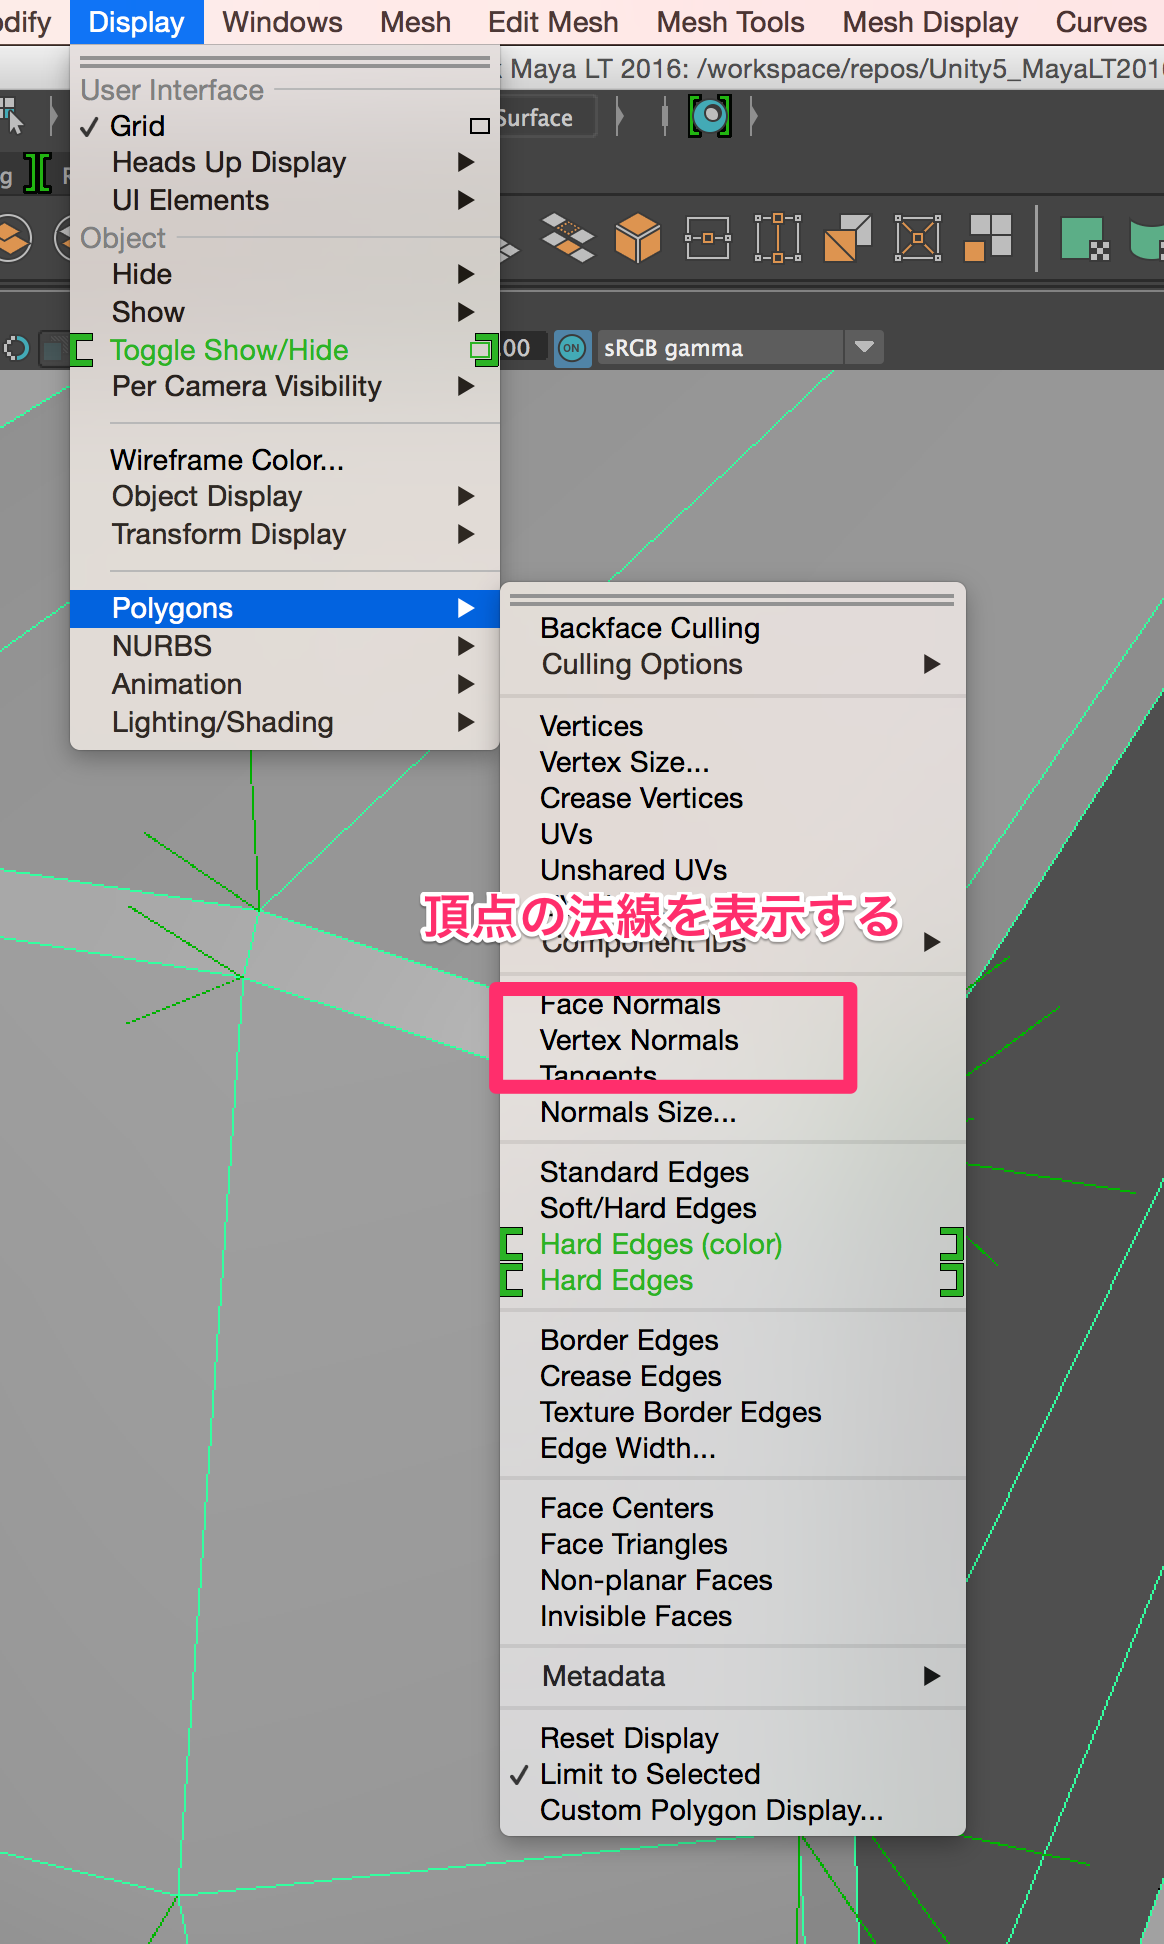 Display Windows Mesh Edit Mesh Mesh Tools Mesh Display Curves
Maya LT 2016: /workspace/repos/Unity5_MayaLT201
User Interface
✓ Grid
Heads Up Display
UI Elements
Object
Hide
Show
Toggle Show/Hide
Per Camera Visibility
Wireframe Color...
Object Display
Transform Display
Polygons
NURBS
Animation
Lighting/Shading
Surface
.00
ON
sRGB gamma
Backface Culling
Culling Options
Vertices
Vertex Size...
Crease Vertices
UVs
Unshared UVs
頂点の法線を表示する
Component IDs
Face Normals
Vertex Normals
Tangents
Normals Size...
Standard Edges
Soft/Hard Edges
Hard Edges (color)
Hard Edges
Border Edges
Crease Edges
Texture Border Edges
Edge Width...
Face Centers
Face Triangles
Non-planar Faces
Invisible Faces
Metadata
Reset Display
✓ Limit to Selected
Custom Polygon Display...